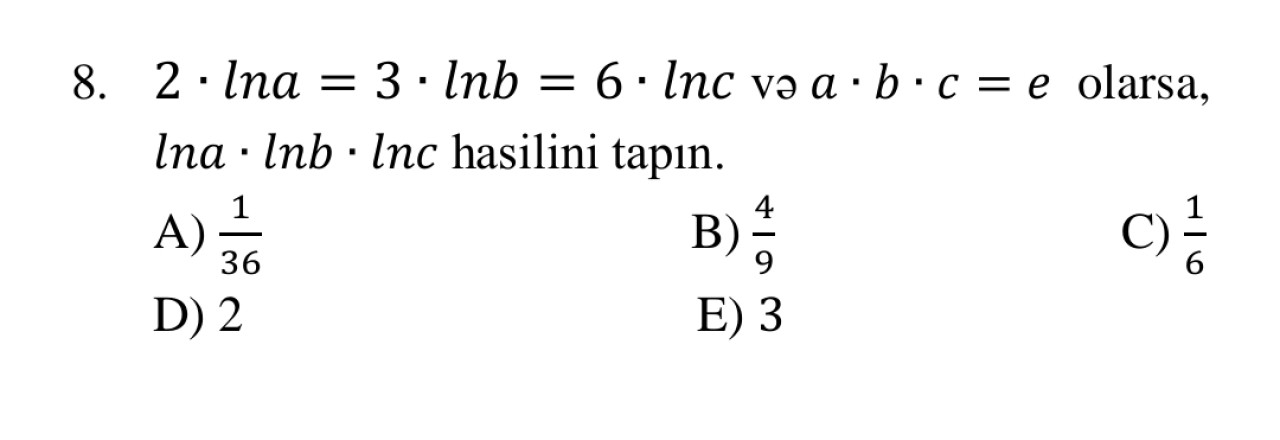 8. 2 · lna = 3 · lnb = 6 · lnc və a · b · c = e olarsa,
lna · lnb · lnc hasilini tapın.
A) 1/36 B) 4/9 C) 1/6
D) 2 E) 3